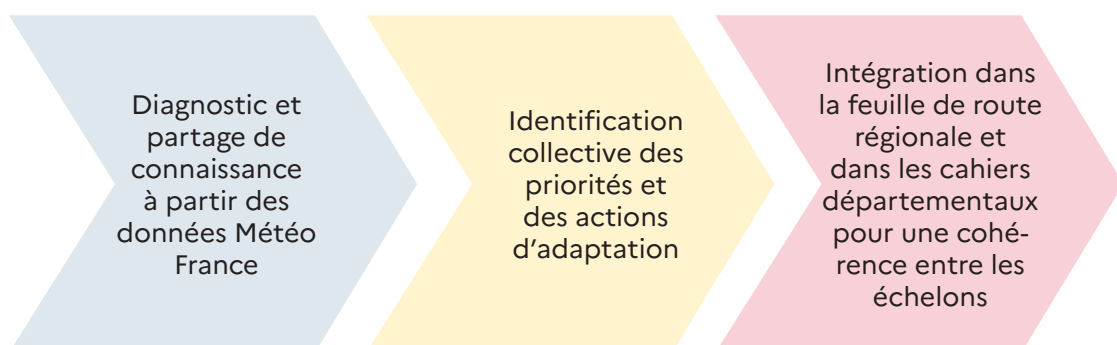 Diagnostic et
partage de
connaissance
à partir des
données Météo
France
Identification
collective des
priorités et
des actions
d'adaptation
Intégration dans
la feuille de route
régionale et
dans les cahiers
départementaux
pour une cohé-
rence entre les
échelons